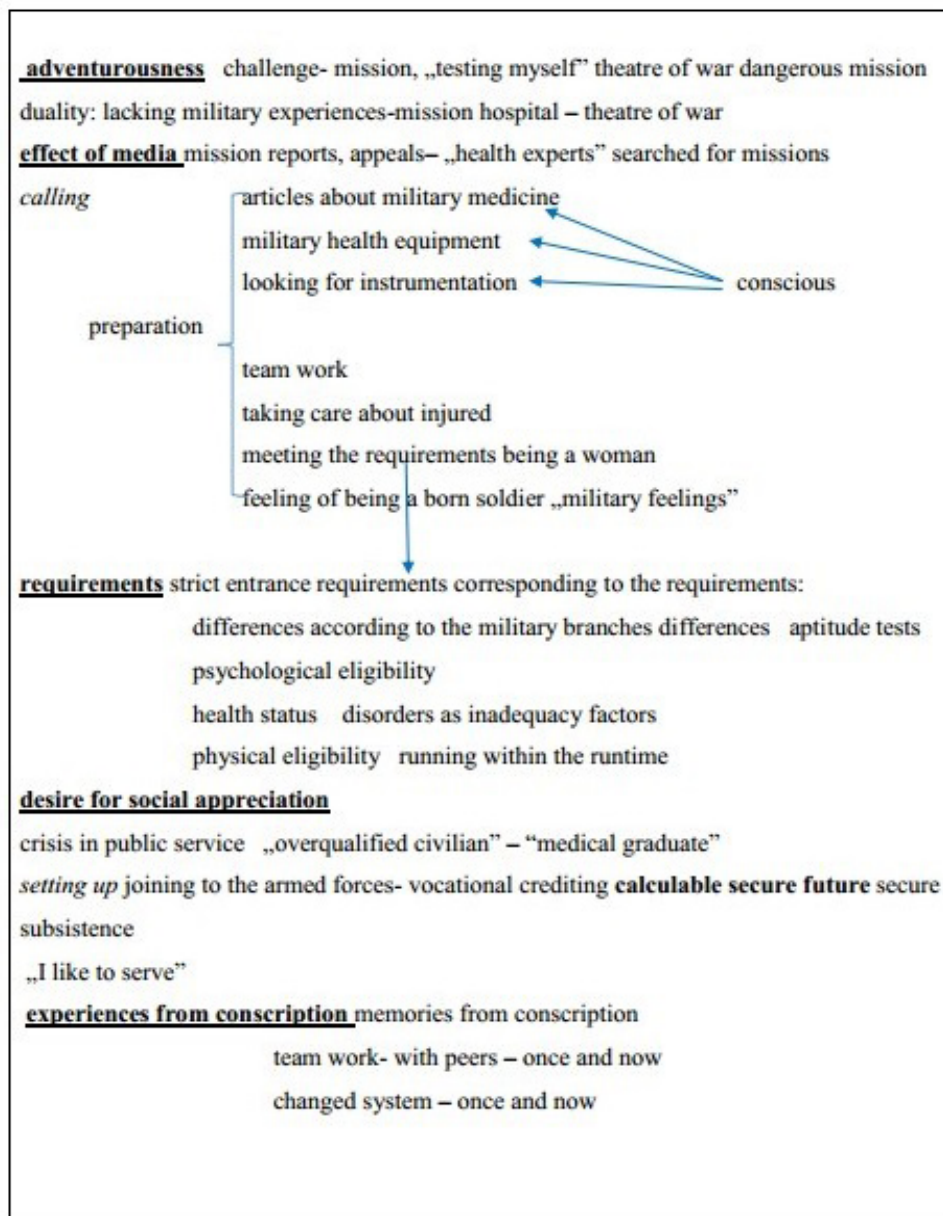 adventurousness challenge- mission, „testing myself” theatre of war dangerous mission
duality: lacking military experiences-mission hospital – theatre of war
effect of media mission reports, appeals– „health experts” searched for missions
calling
articles about military medicine
military health equipment
looking for instrumentation
conscious
preparation
team work
taking care about injured
meeting the requirements being a woman
feeling of being a born soldier „military feelings”
requirements strict entrance requirements corresponding to the requirements:
differences according to the military branches differences aptitude tests
psychological eligibility
health status disorders as inadequacy factors
physical eligibility running within the runtime
desire for social appreciation
crisis in public service „overqualified civilian” – “medical graduate”
setting up joining to the armed forces- vocational crediting calculable secure future secure
subsistence
„I like to serve”
experiences from conscription memories from conscription
team work- with peers – once and now
changed system – once and now